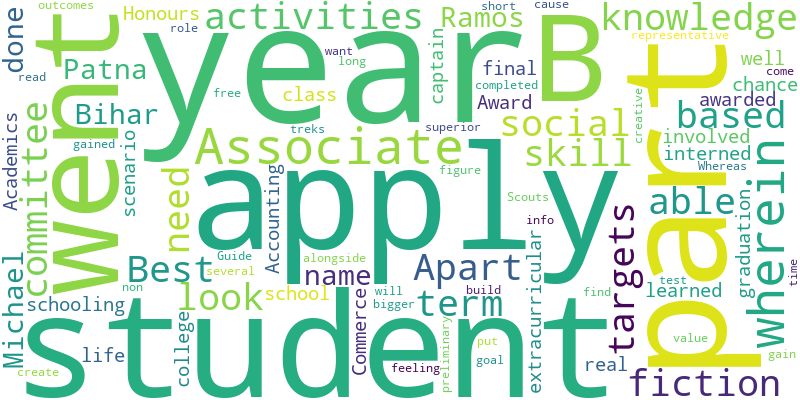 outcomes
Honours
role
activities
Ramos
short
cause
knowledge
done
read
went
Patna
year
captain
want
long
final
B
representative
part
well
come
chance
Bihar
free
class
completed
Award
awarded
committee
gained
treks
superior
social
creative
based
Academics
scenario
Associate
skill
involved
interned
Whereas
wherein
need
apply
figure
Scouts
able
Michael
Best
Guide
several
Accounting
alongside
name
Apart
info
extracurricular
targets
learned
test
graduation
time
schooling
look
school
Commerce
will
bigger
term
build
find
fiction
gain
life
college
student
feeling
preliminary
put
goal
real
value
create
non